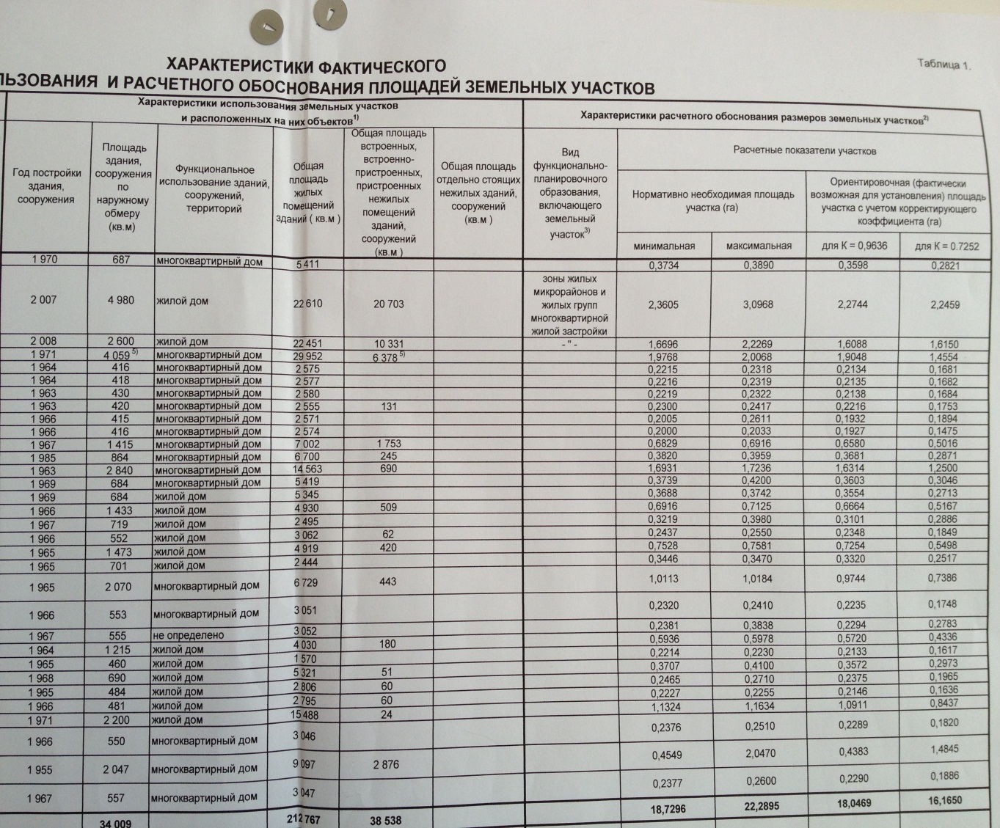 Таблица 1.
ХАРАКТЕРИСТИКИ ФАКТИЧЕСКОГО
ЛЬЗОВАНИЯ И РАСЧЕТНОГО ОБОСНОВАНИЯ ПЛОЩАДЕЙ ЗЕМЕЛЬНЫХ УЧАСТКОВ
Характеристики использования земельных участков
и расположенных на них объектов1)
Характеристики расчетного обоснования размеров земельных участков2)
Год постройки
здания,
сооружения
Площадь
здания,
сооружения
по
наружному
обмеру
(кв.м)
Функциональное
использование зданий,
сооружений,
территорий
Общая
площадь
жилых
помещений
зданий ( кв.м )
Общая площадь
встроенных,
встроенно-
пристроенных,
пристроенных
нежилых
помещений
зданий,
сооружений
(кв.м )
Общая площадь
отдельно стоящих
нежилых зданий,
сооружений
(кв.м )
Вид
функционально-
планировочного
образования,
включающего
земельный
участок3)
Расчетные показатели участков
Нормативно необходимая площадь
участка (га)
Ориентировочная (фактически
возможная для установления) площадь
участка с учетом корректирующего
коэффициента (га)
минимальная максимальная для К = 0,9636 для К = 0.7252
1 970 687 многоквартирный дом 5 411 0,3734 0,3890 0,3598 0,2821
зоны жилых
микрорайонов и
2 007 4 980 жилой дом 22 610 20 703 жилых групп 2,3605 3,0968 2,2744 2,2459
многоквартирной
жилой застройки
2 008 2 600 жилой дом 22 451 10 331 - " - 1,6696 2,2269 1,6088 1,6150
1 971 4 059 5) многоквартирный дом 29 952 6 378 5) 1,9768 2,0068 1,9048 1,4554
1 964 416 многоквартирный дом 2 575 0,2215 0,2318 0,2134 0,1681
1 964 418 многоквартирный дом 2 577 0,2216 0,2319 0,2135 0,1682
1 963 430 многоквартирный дом 2 580 0,2219 0,2322 0,2138 0,1684
1 963 420 многоквартирный дом 2 555 131 0,2300 0,2417 0,2216 0,1753
1 966 415 многоквартирный дом 2 571 0,2005 0,2611 0,1932 0,1894
1 966 416 многоквартирный дом 2 574 0,2000 0,2033 0,1927 0,1475
1 967 1 415 многоквартирный дом 7 002 1 753 0,6829 0,6916 0,6580 0,5016
1 985 864 многоквартирный дом 6 700 245 0,3820 0,3959 0,3681 0,2871
1 963 2 840 многоквартирный дом 14 563 690 1,6931 1,7236 1,6314 1,2500
1 969 684 многоквартирный дом 5 419 0,3739 0,4200 0,3603 0,3046
1 969 684 жилой дом 5 345 0,3688 0,3742 0,3554 0,2713
1 966 1 433 жилой дом 4 930 509 0,6916 0,7125 0,6664 0,5167
1 967 719 жилой дом 2 495 0,3219 0,3980 0,3101 0,2886
1 966 552 жилой дом 3 062 62 0,2437 0,2550 0,2348 0,1849
1 965 1 473 жилой дом 4 919 420 0,7528 0,7581 0,7254 0,5498
1 965 701 жилой дом 2 444 0,3446 0,3470 0,3320 0,2517
1 965 2 070 многоквартирный дом 6 729 443 1,0113 1,0184 0,9744 0,7386
1 966 553 многоквартирный дом 3 051 0,2320 0,2410 0,2235 0,1748
1 967 555 не определено 3 052 0,2381 0,3838 0,2294 0,2783
1 964 1 215 жилой дом 4 030 180 0,5936 0,5978 0,5720 0,4336
1 965 460 жилой дом 1 570 0,2214 0,2230 0,2133 0,1617
1 968 690 жилой дом 5 321 51 0,3707 0,4100 0,3572 0,2973
1 965 484 жилой дом 2 806 60 0,2465 0,2710 0,2375 0,1965
1 966 481 жилой дом 2 795 60 0,2227 0,2255 0,2146 0,1636
1 971 2 200 жилой дом 15 488 24 1,1324 1,1634 1,0911 0,8437
1 966 550 многоквартирный дом 3 046 0,2376 0,2510 0,2289 0,1820
1 955 2 047 многоквартирный дом 9 097 2 876 0,4549 2,0470 0,4383 1,4845
1 967 557 многоквартирный дом 3 047 0,2377 0,2600 0,2290 0,1886
34 009 212 767 38 538 18,7296 22,2895 18,0469 16,1650